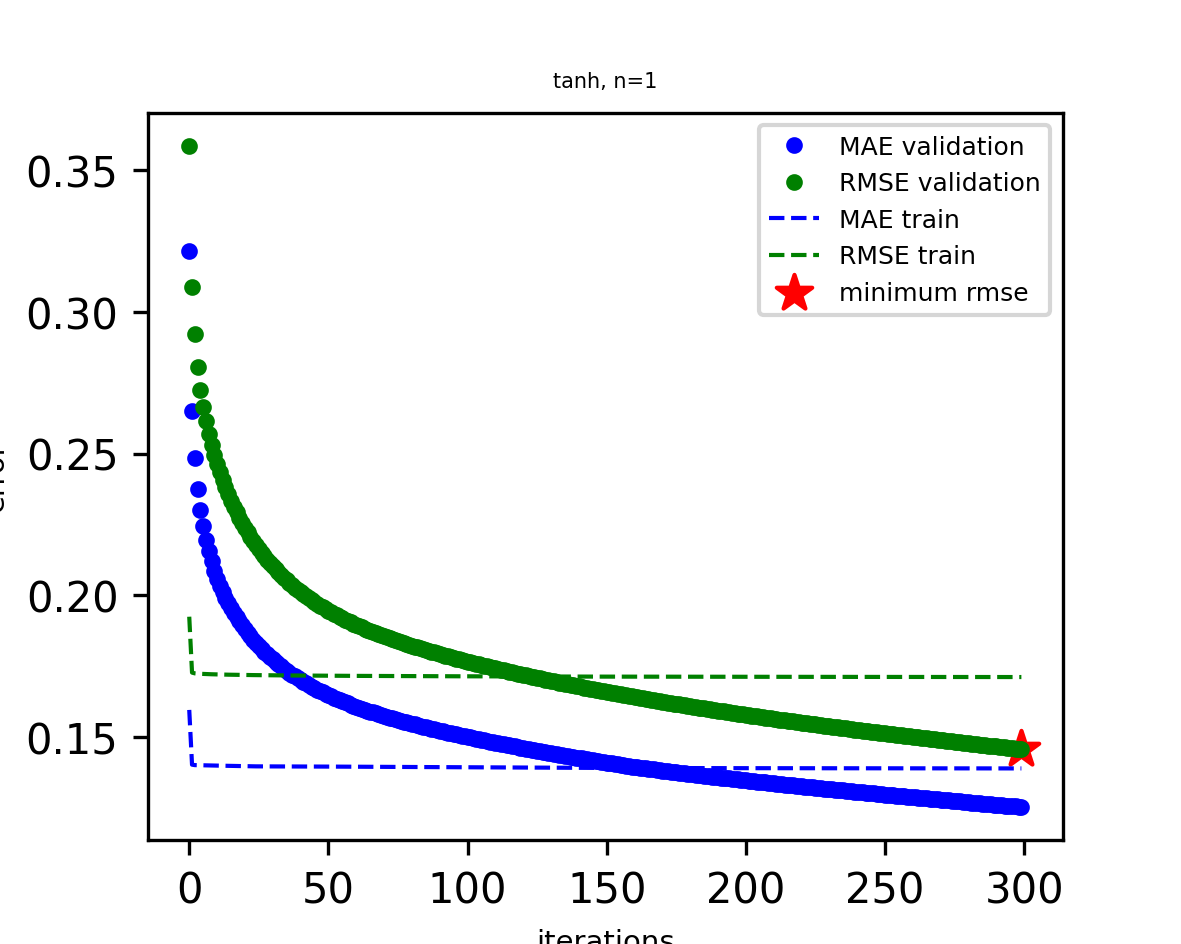 tanh, n=1
MAE validation
RMSE validation
MAE train
RMSE train
minimum rmse
0.35
0.30
0.25
0.20
0.15
0 50 100 150 200 250 300
iterations